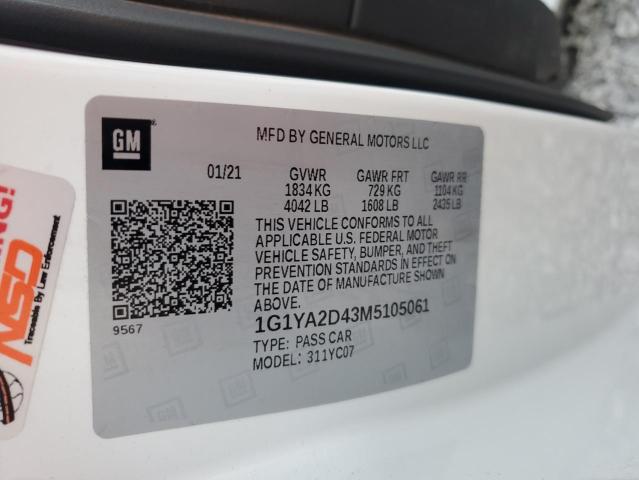 GM
MFD BY GENERAL MOTORS LLC
01/21 GVWR GAWR FRT GAWR RR
1834 KG 729 KG 1104 KG
4042 LB 1608 LB 2435 LB
THIS VEHICLE CONFORMS TO ALL
APPLICABLE U.S. FEDERAL MOTOR
VEHICLE SAFETY, BUMPER, AND THEFT
PREVENTION STANDARDS IN EFFECT ON
THE DATE OF MANUFACTURE SHOWN
ABOVE.
9567
1G1YA2D43M5105061
TYPE: PASS CAR
MODEL: 311YC07
NSD
Traceable By Law Enforcement